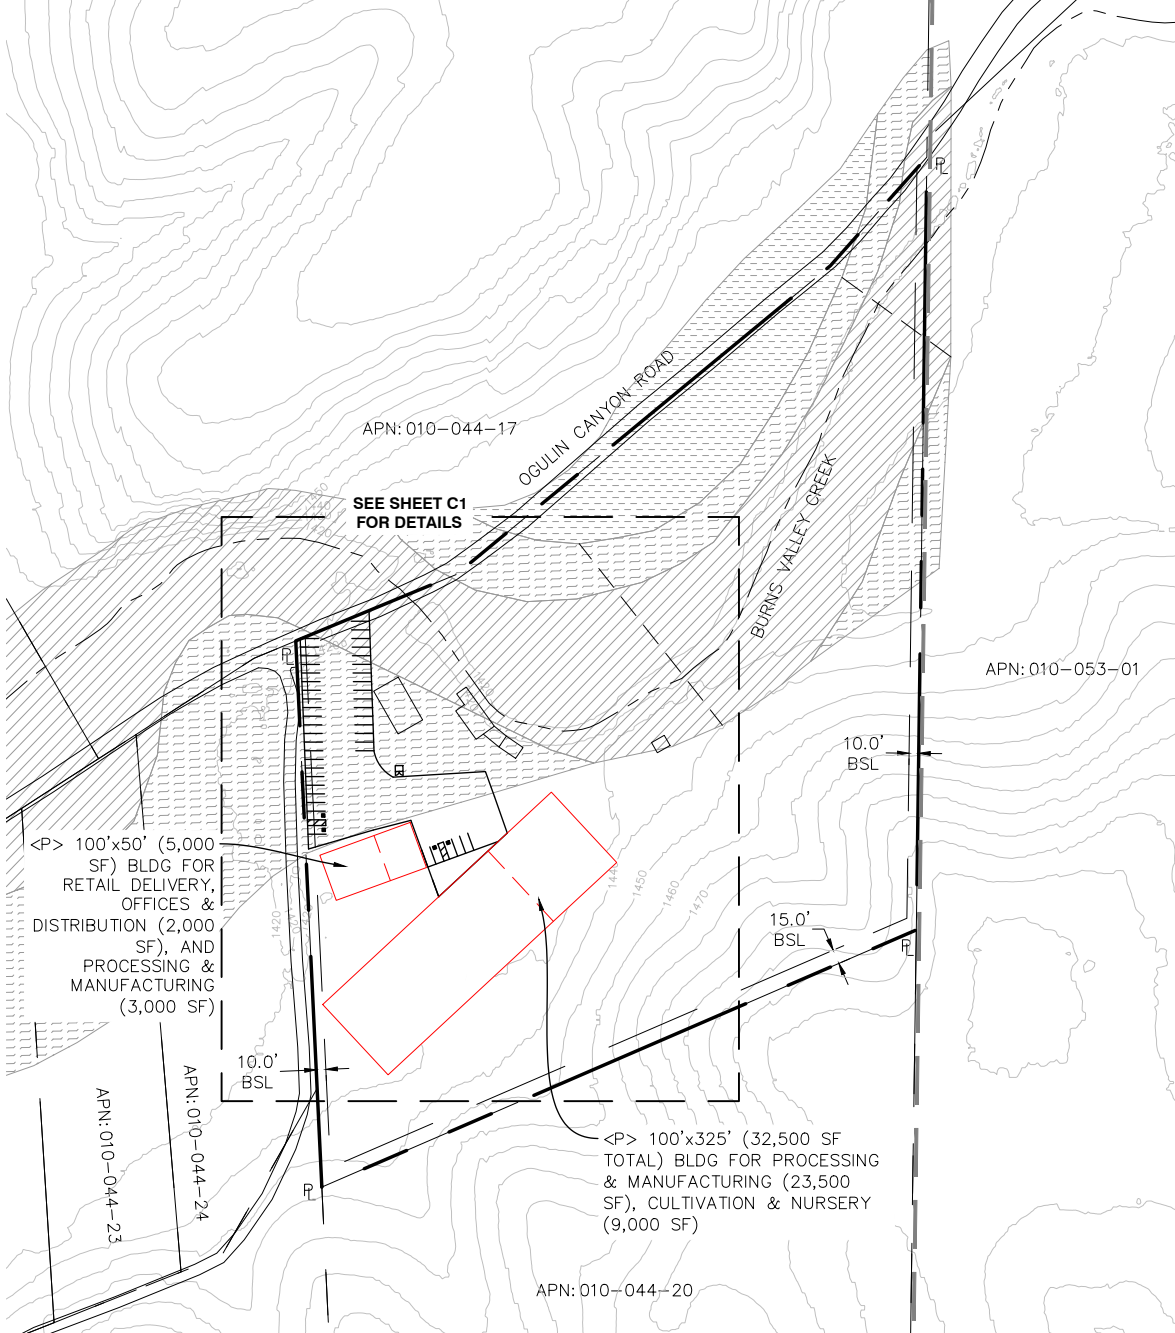 PL
OGULIN CANYON ROAD
APN: 010-044-17
SEE SHEET C1
FOR DETAILS
BURNS VALLEY CREEK
PL
APN: 010-053-01
10.0'
BSL
<P> 100'x50' (5,000
SF) BLDG FOR
RETAIL DELIVERY,
OFFICES &
DISTRIBUTION (2,000
SF), AND
PROCESSING &
MANUFACTURING
(3,000 SF)
1450
1460
1470
1420
15.0'
BSL
PL
10.0'
BSL
APN: 010-044-23
APN: 010-044-24
PL
<P> 100'x325' (32,500 SF
TOTAL) BLDG FOR PROCESSING
& MANUFACTURING (23,500
SF), CULTIVATION & NURSERY
(9,000 SF)
APN: 010-044-20